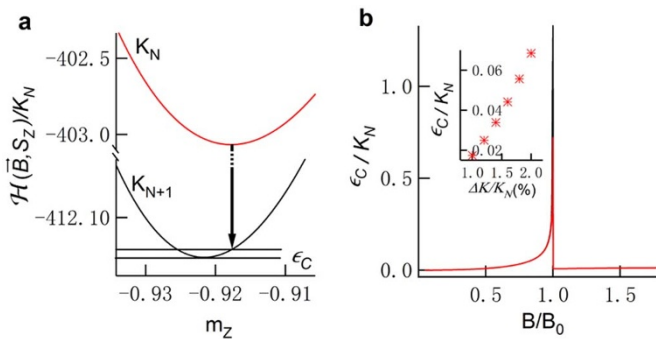 a
K_N
-402.5
-403.0
ℋ(B⃗,S_Z)/K_N
K_{N+1}
-412.10
ϵ_C
-0.93 -0.92 -0.91
m_Z
b
1.0
0.5
0.0
ϵ_C/K_N
0.06
0.04
0.02
ϵ_C/K_N
1.0 1.5 2.0
ΔK/K_N(%)
0.5 1.0 1.5
B/B_0